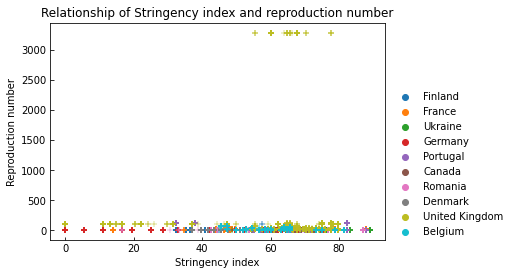 Relationship of Stringency index and reproduction number
3000
2500
2000
1500
1000
500
0
Reproduction number
0 20 40 60 80
Stringency index
Finland
France
Ukraine
Germany
Portugal
Canada
Romania
Denmark
United Kingdom
Belgium